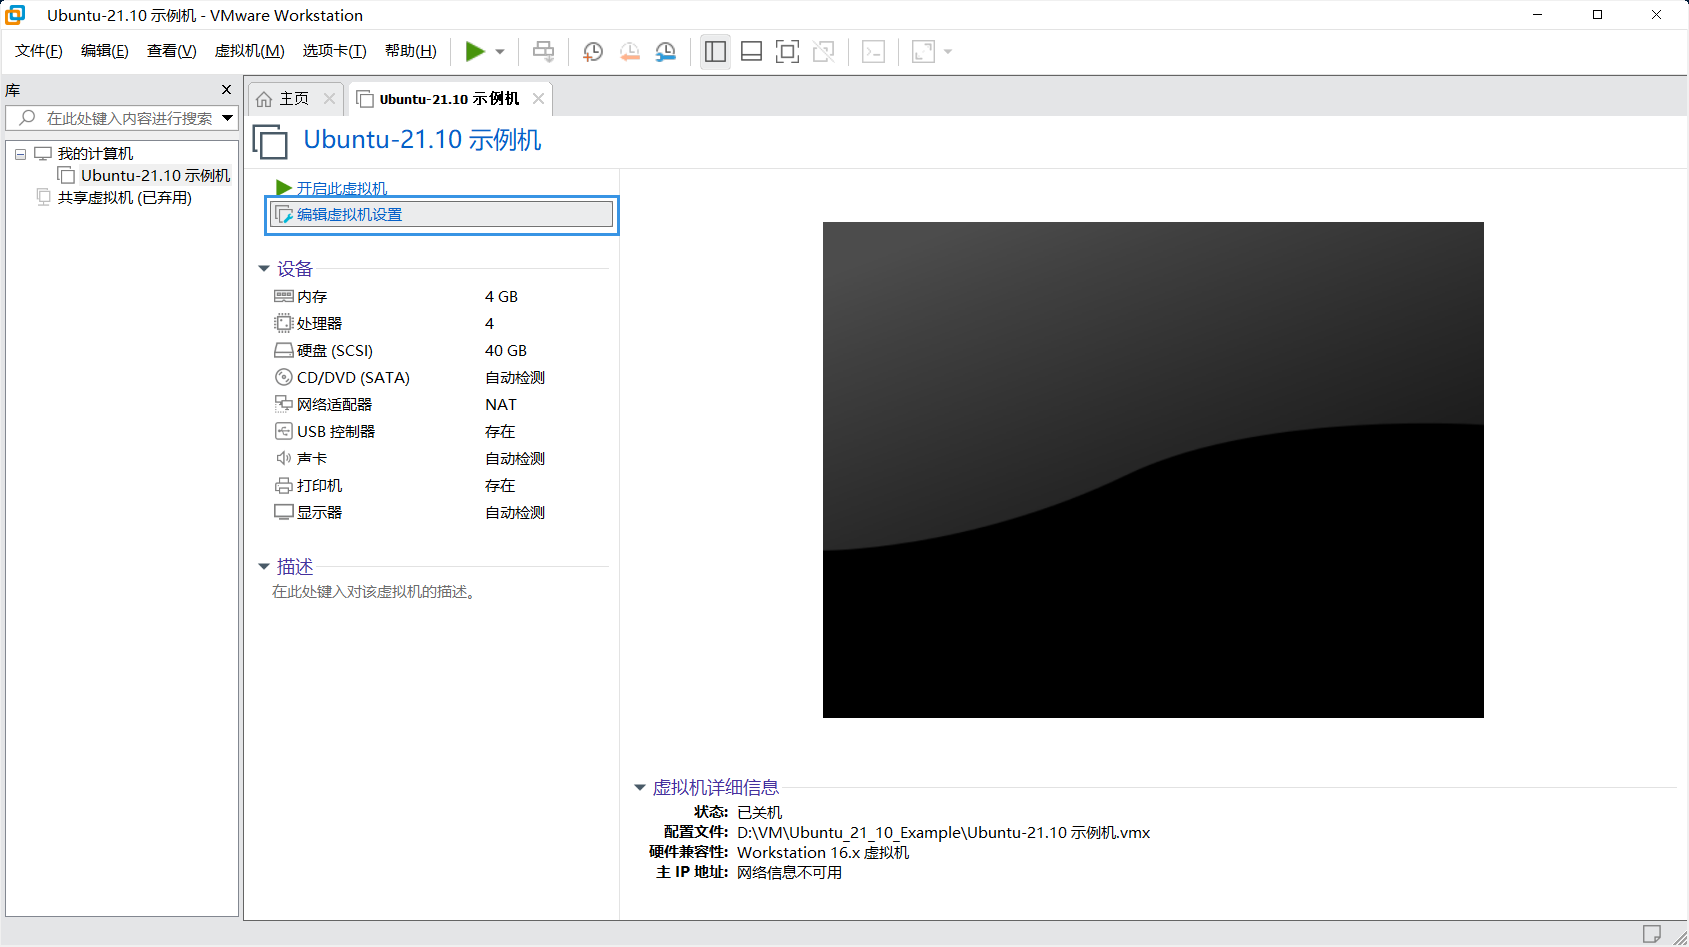 Ubuntu-21.10 示例机 - VMware Workstation
文件(F) 编辑(E) 查看(V) 虚拟机(M) 选项卡(T) 帮助(H)
库
在此处键入内容进行搜索
我的计算机
Ubuntu-21.10 示例机
共享虚拟机 (已弃用)
主页 Ubuntu-21.10 示例机
Ubuntu-21.10 示例机
开启此虚拟机
编辑虚拟机设置
设备
内存 4 GB
处理器 4
硬盘 (SCSI) 40 GB
CD/DVD (SATA) 自动检测
网络适配器 NAT
USB 控制器 存在
声卡 自动检测
打印机 存在
显示器 自动检测
描述
在此处键入对该虚拟机的描述。
虚拟机详细信息
状态: 已关机
配置文件: D:\VM\Ubuntu_21_10_Example\Ubuntu-21.10 示例机.vmx
硬件兼容性: Workstation 16.x 虚拟机
主 IP 地址: 网络信息不可用